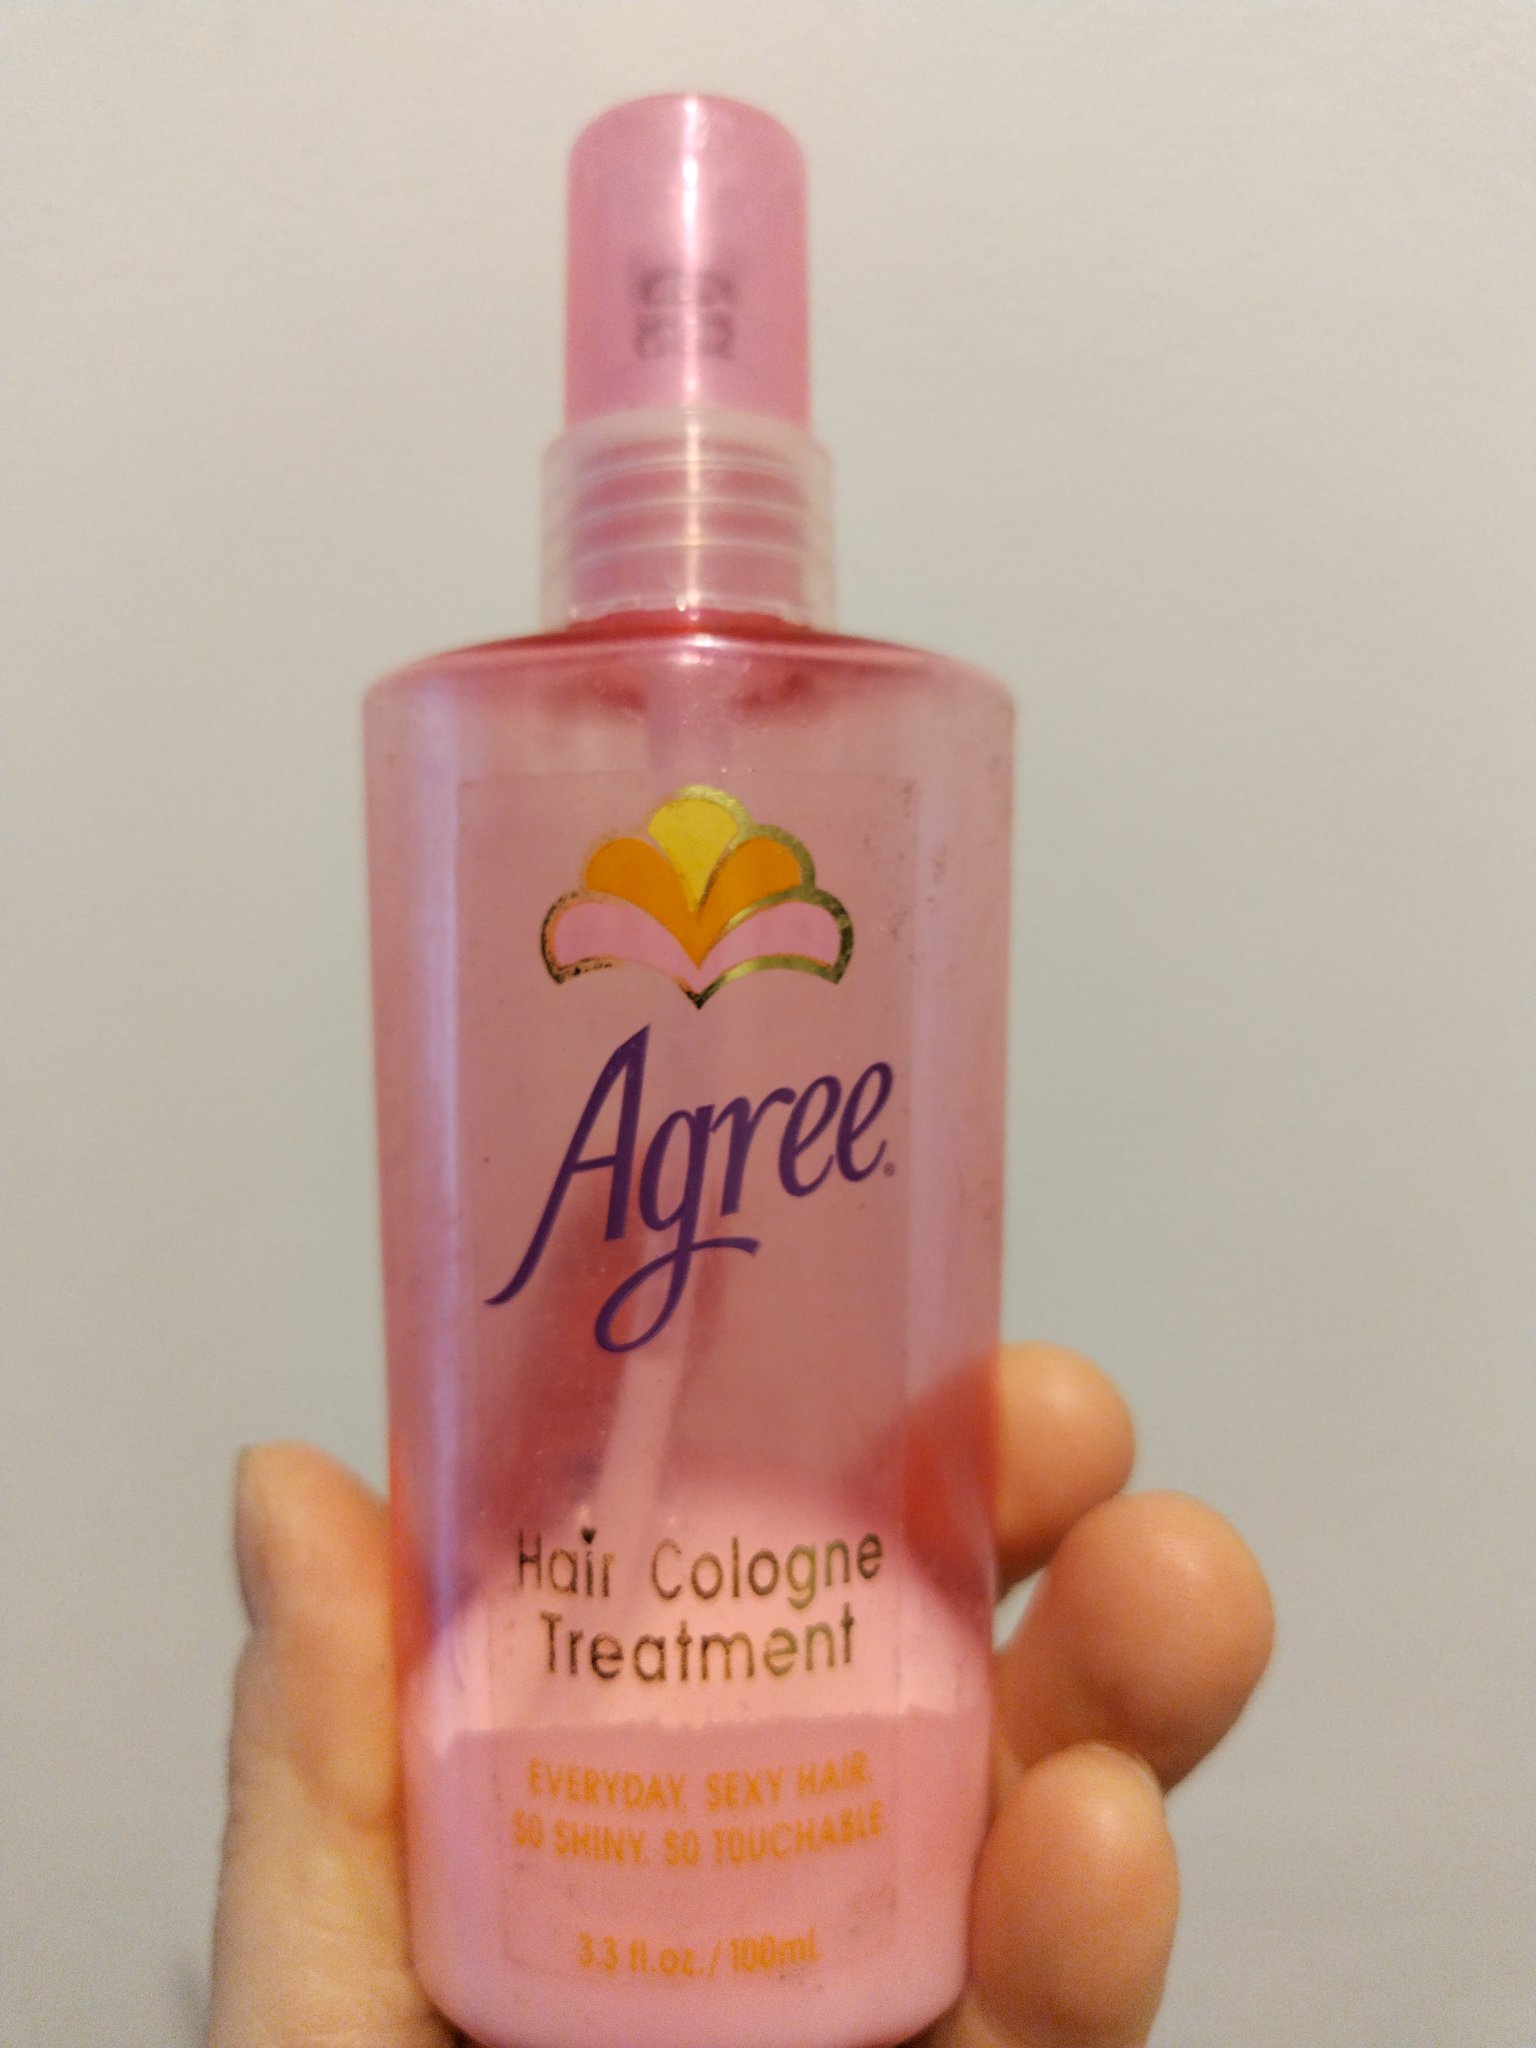 Agree®
Hair Cologne
Treatment
EVERYDAY. SEXY HAIR.
SO SHINY. SO TOUCHABLE
3.3 fl.oz./100ml